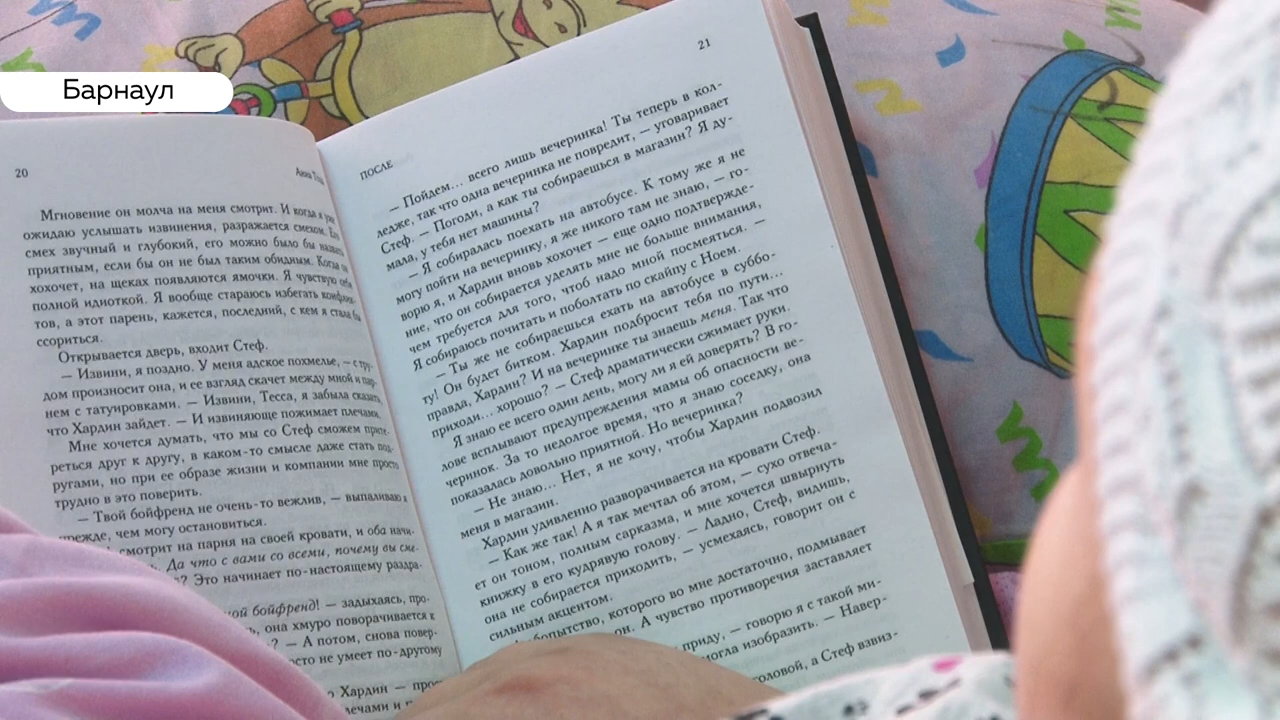 Барнаул
20
Анна Тодд
Мгновение он молча на меня смотрит. И когда я уже
ожидаю услышать извинения, разражается смехом. Его
смех звучный и глубокий, его можно было бы назвать
приятным, если бы он не был таким обидным. Когда он
хохочет, на щеках появляются ямочки. Я чувствую себя
полной идиоткой. Я вообще стараюсь избегать конфлик-
тов, а этот парень, кажется, последний, с кем я стала бы
ссориться.
Открывается дверь, входит Стеф.
— Извини, я поздно. У меня адское похмелье, — с тру-
дом произносит она, и ее взгляд скачет между мной и пар-
нем с татуировками. — Извини, Тесса, я забыла сказать,
что Хардин зайдет. — И извиняюще пожимает плечами.
Мне хочется думать, что мы со Стеф сможем прите-
реться друг к другу, в каком-то смысле даже стать под-
ругами, но при ее образе жизни и компании мне просто
трудно в это поверить.
— Твой бойфренд не очень-то вежлив, — выпаливаю я
прежде, чем могу остановиться.
смотрит на парня на своей кровати, и оба начи-
Да что с вами со всеми, почему вы сме-
? Это начинает по-настоящему раздра-
мой бойфренд! — задыхаясь, про-
, она хмуро поворачивается к
? — А потом, снова повер-
просто не умеет по-другому
Хардин — прос
плечами и п
ПОСЛЕ
21
— Пойдем... всего лишь вечеринка! Ты теперь в кол-
ледже, так что одна вечеринка не повредит, — уговаривает
Стеф. — Погоди, а как ты собираешься в магазин? Я ду-
мала, у тебя нет машины?
— Я собиралась поехать на автобусе. К тому же я не
могу пойти на вечеринку, я же никого там не знаю, — го-
ворю я, и Хардин вновь хохочет — еще одно подтвержде-
ние, что он собирается уделять мне не больше внимания,
чем требуется для того, чтоб надо мной посмеяться. —
Я собираюсь почитать и поболтать по скайпу с Ноем.
— Ты же не собираешься ехать на автобусе в суббо-
ту! Он будет битком. Хардин подбросит тебя по пути...
правда, Хардин? И на вечеринке ты знаешь меня. Так что
приходи... хорошо? — Стеф драматически сжимает руки.
Я знаю ее всего один день, могу ли я ей доверять? В го-
лове всплывают предупреждения мамы об опасности ве-
черинок. За то недолгое время, что я знаю соседку, она
показалась довольно приятной. Но вечеринка?
— Не знаю... Нет, я не хочу, чтобы Хардин подвозил
меня в магазин.
Хардин удивленно разворачивается на кровати Стеф.
— Как же так! А я так мечтал об этом, — сухо отвеча-
ет он тоном, полным сарказма, и мне хочется швырнуть
книжку в его кудрявую голову. — Ладно, Стеф, видишь,
она не собирается приходить, — усмехаясь, говорит он с
сильным акцентом.
Любопытство, которого во мне достаточно, подмывает
он. А чувство противоречия заставляет
приду, — говорю я с такой ми-
могла изобразить. — Навер-
головой, а Стеф взвиз-